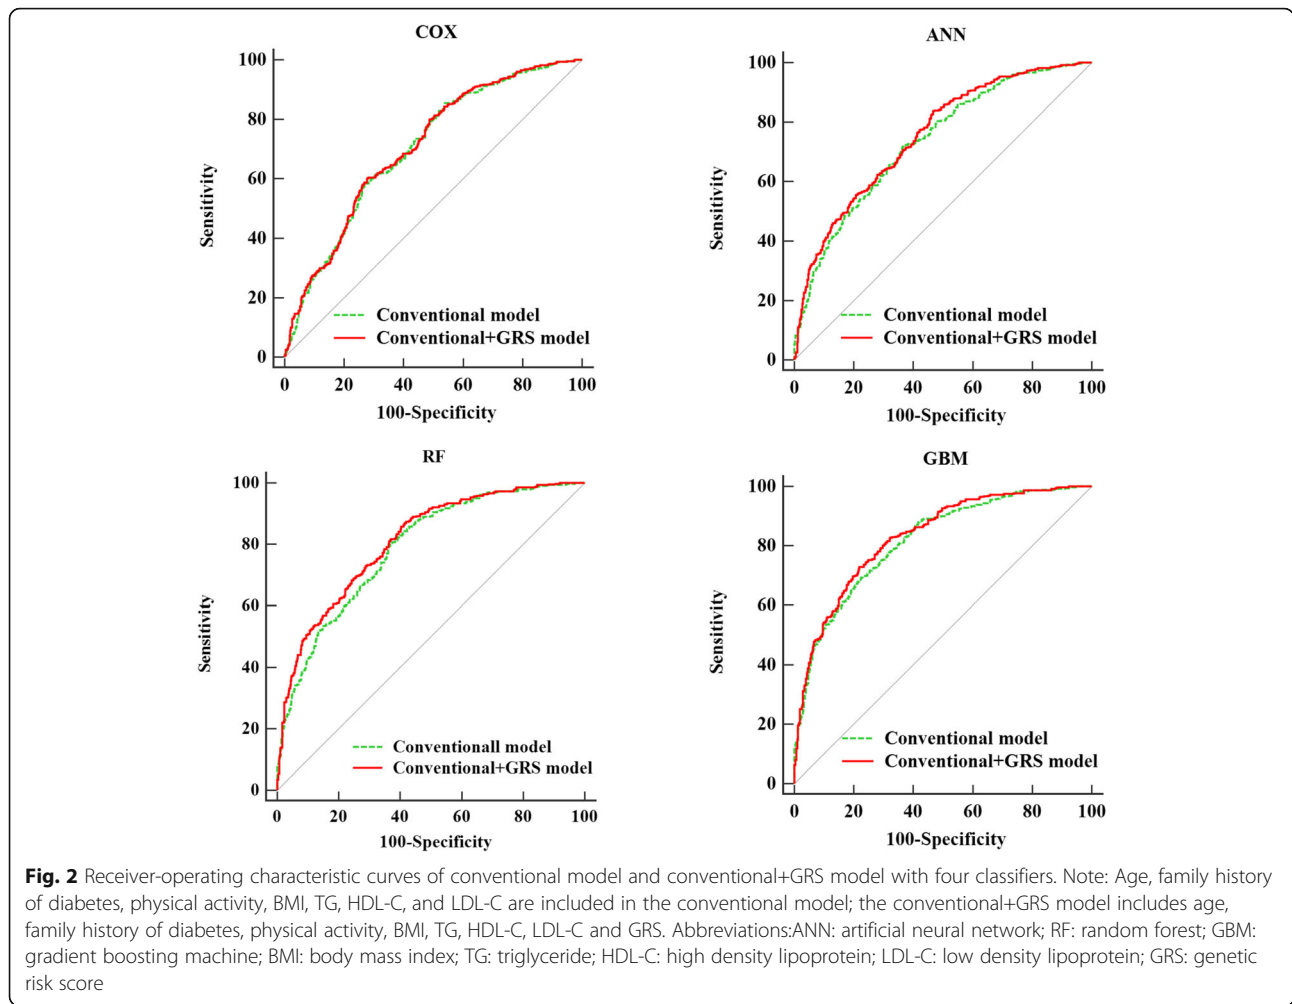 COX
100
80
60
40
20
0
Sensitivity
Conventional model
Conventional+GRS model
0 20 40 60 80 100
100-Specificity
ANN
100
80
60
40
20
0
Sensitivity
Conventional model
Conventional+GRS model
0 20 40 60 80 100
100-Specificity
RF
100
80
60
40
20
0
Sensitivity
Conventionall model
Conventional+GRS model
0 20 40 60 80 100
100-Specificity
GBM
100
80
60
40
20
0
Sensitivity
Conventional model
Conventional+GRS model
0 20 40 60 80 100
100-Specificity
Fig. 2 Receiver-operating characteristic curves of conventional model and conventional+GRS model with four classifiers. Note: Age, family history
of diabetes, physical activity, BMI, TG, HDL-C, and LDL-C are included in the conventional model; the conventional+GRS model includes age,
family history of diabetes, physical activity, BMI, TG, HDL-C, LDL-C and GRS. Abbreviations:ANN: artificial neural network; RF: random forest; GBM:
gradient boosting machine; BMI: body mass index; TG: triglyceride; HDL-C: high density lipoprotein; LDL-C: low density lipoprotein; GRS: genetic
risk score